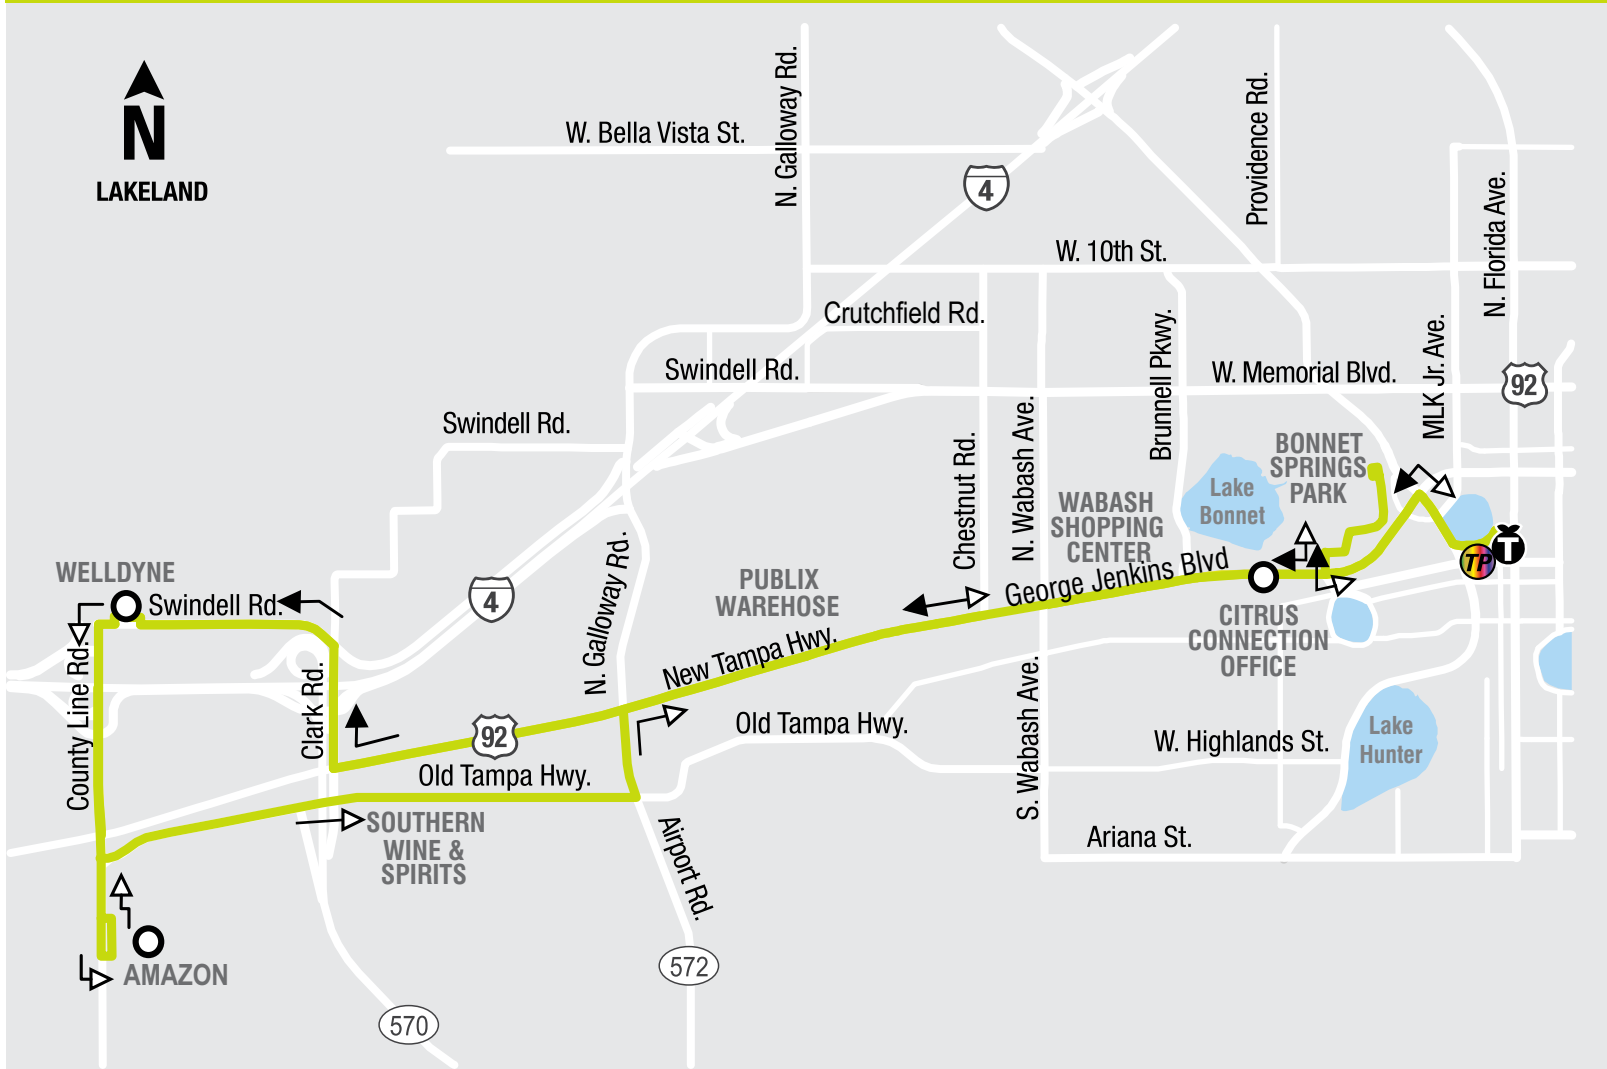 N
LAKELAND
W. Bella Vista St.
N. Galloway Rd.
4
Providence Rd.
N. Florida Ave.
W. 10th St.
Crutchfield Rd.
Swindell Rd.
Brunnell Pkwy.
W. Memorial Blvd.
MLK Jr. Ave.
92
Swindell Rd.
Chestnut Rd.
N. Wabash Ave.
WABASH
SHOPPING
CENTER
Lake
Bonnet
BONNET
SPRINGS
PARK
TP
T
WELLDYNE
Swindell Rd.
4
N. Galloway Rd.
PUBLIX
WAREHOSE
George Jenkins Blvd
CITRUS
CONNECTION
OFFICE
County Line Rd.
Clark Rd.
New Tampa Hwy.
92
Old Tampa Hwy.
Old Tampa Hwy.
S. Wabash Ave.
W. Highlands St.
Lake
Hunter
SOUTHERN
WINE &
SPIRITS
Airport Rd.
Ariana St.
AMAZON
572
570